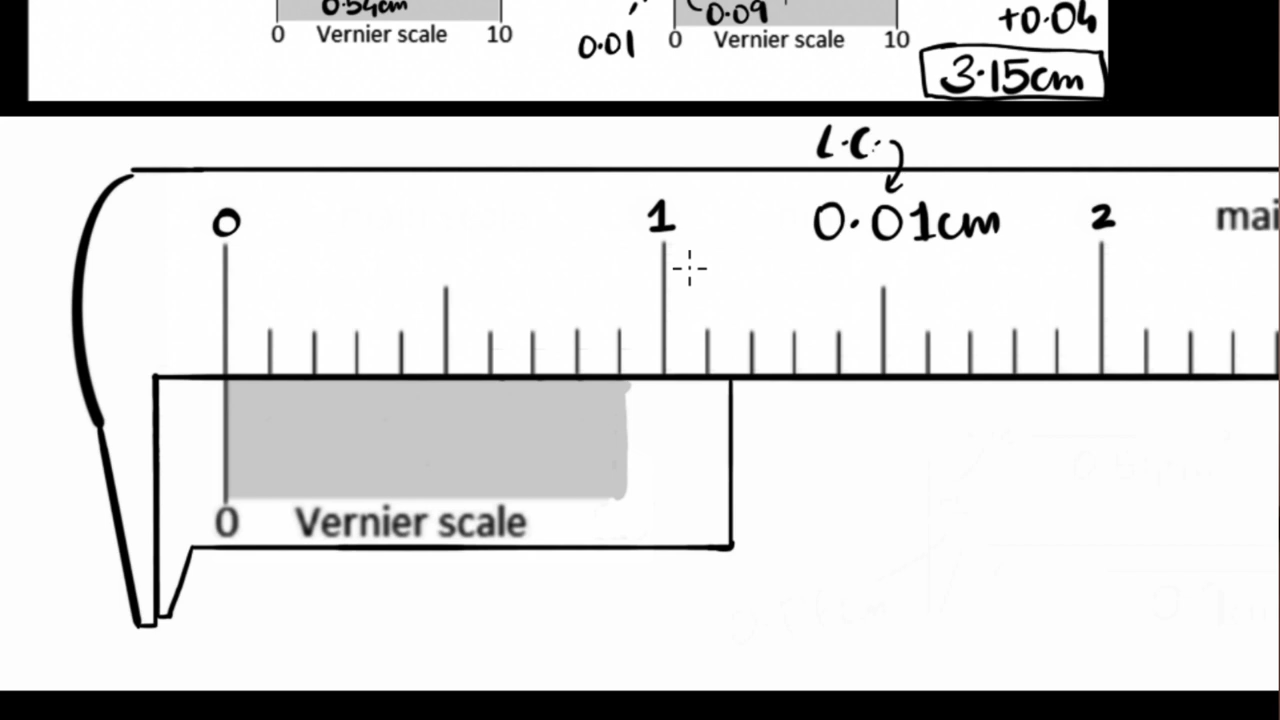 0.54cm
0 Vernier scale 10
0.01
0.09
0 Vernier scale 10
+0.04
3.15cm
L.C.
0 1 0.01cm 2 mai
0 Vernier scale